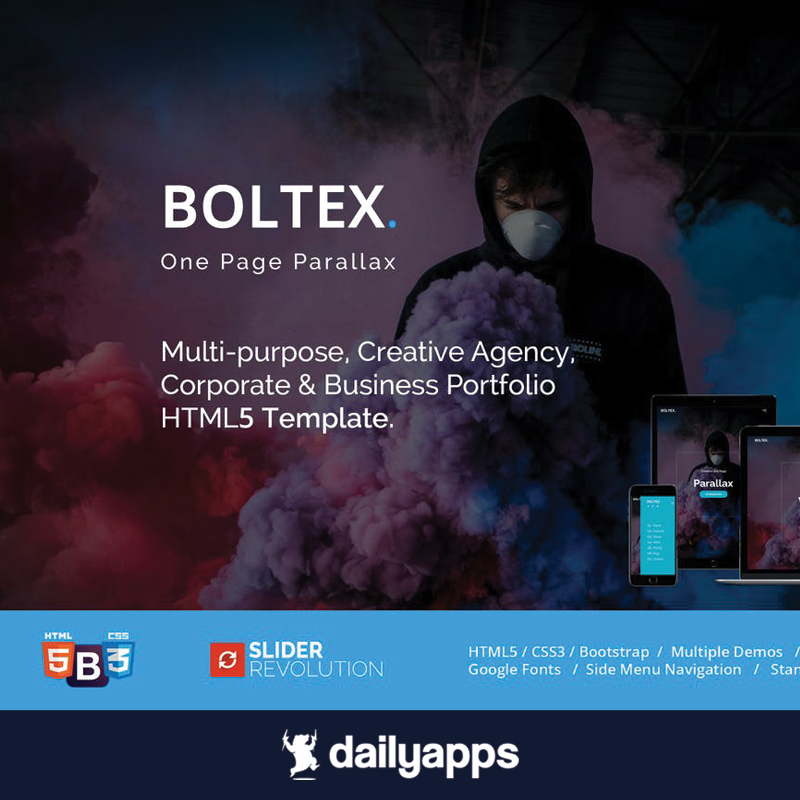 BOLTEX.
One Page Parallax
Multi-purpose, Creative Agency,
Corporate & Business Portfolio
HTML5 Template.
BOLTEX.
Parallax
BOLTEX.
HTML
CSS
5
B
3
SLIDER
REVOLUTION
HTML5 / CSS3 / Bootstrap / Multiple Demos /
Google Fonts / Side Menu Navigation / Stan
dailyapps